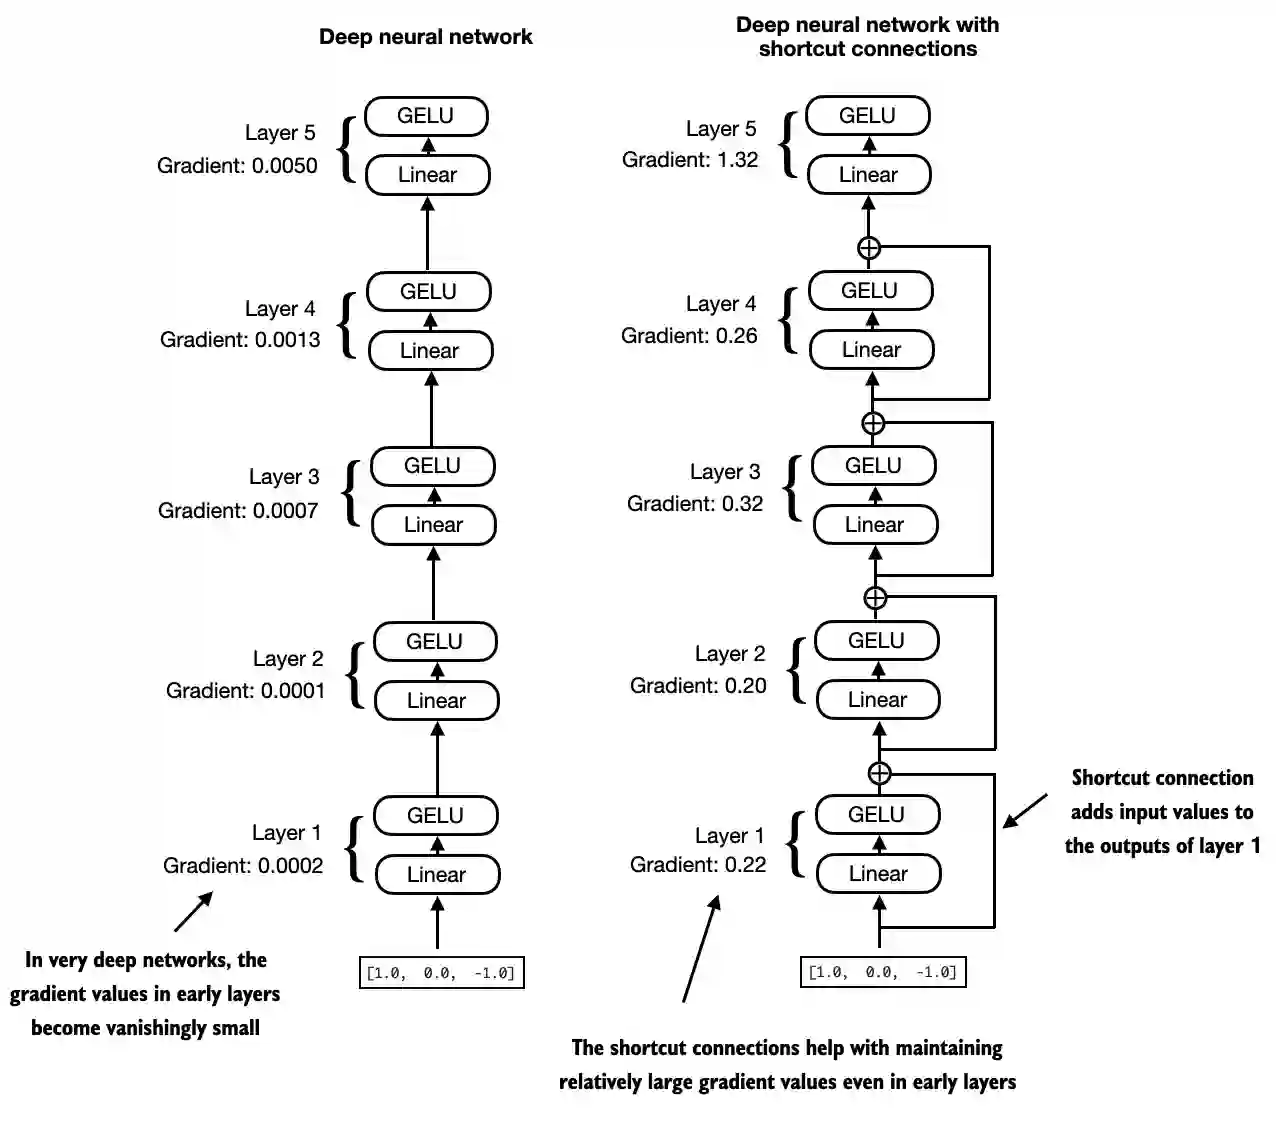 Deep neural network
GELU
Layer 5
Gradient: 0.0050
Linear
GELU
Layer 4
Gradient: 0.0013
Linear
GELU
Layer 3
Gradient: 0.0007
Linear
GELU
Layer 2
Gradient: 0.0001
Linear
GELU
Layer 1
Gradient: 0.0002
Linear
[1.0, 0.0, -1.0]
In very deep networks, the
gradient values in early layers
become vanishingly small
Deep neural network with
shortcut connections
GELU
Layer 5
Gradient: 1.32
Linear
GELU
Layer 4
Gradient: 0.26
Linear
GELU
Layer 3
Gradient: 0.32
Linear
GELU
Layer 2
Gradient: 0.20
Linear
GELU
Layer 1
Gradient: 0.22
Linear
[1.0, 0.0, -1.0]
Shortcut connection
adds input values to
the outputs of layer 1
The shortcut connections help with maintaining
relatively large gradient values even in early layers